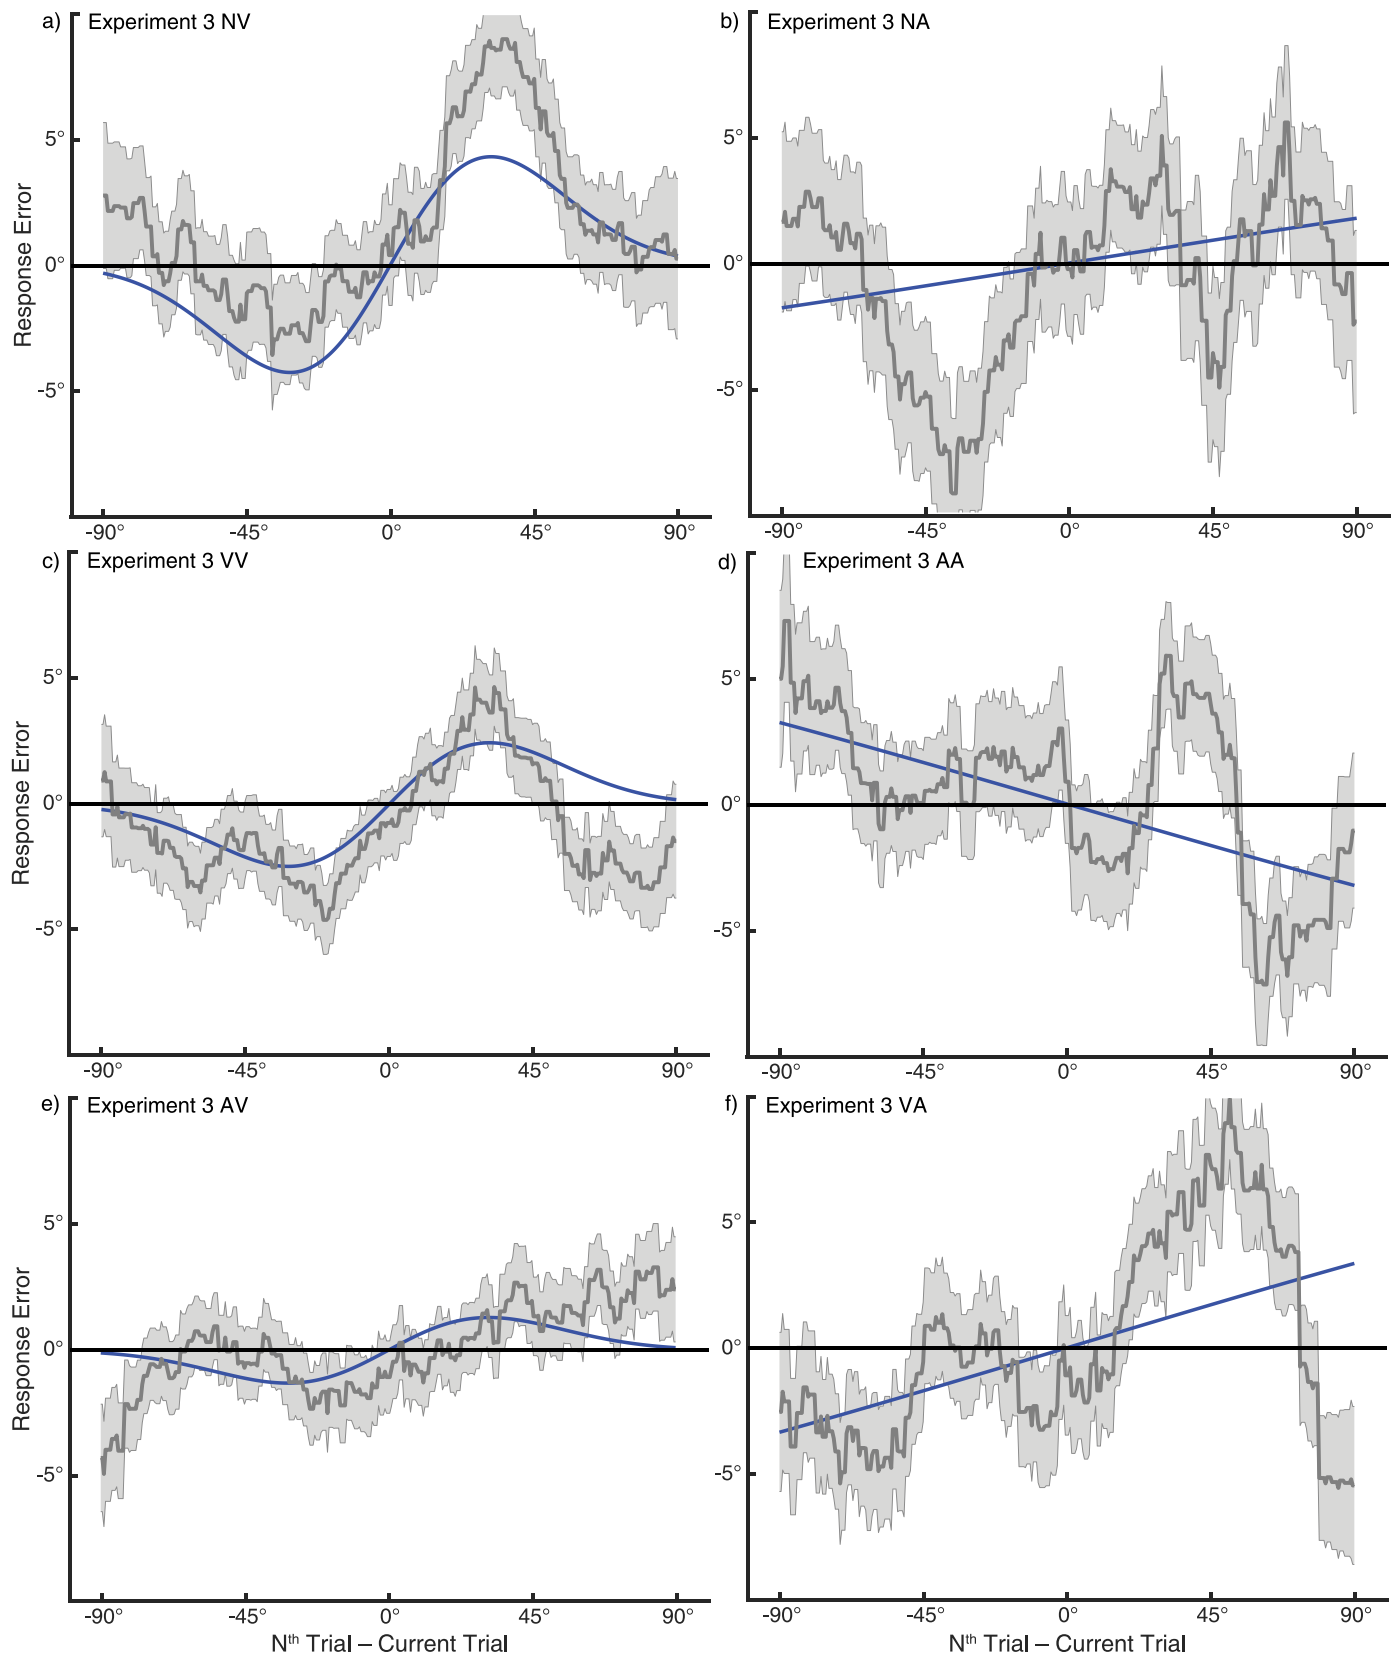 a) Experiment 3 NV
5°
0°
-5°
Response Error
-90° -45° 0° 45° 90°
b) Experiment 3 NA
5°
0°
-5°
-90° -45° 0° 45° 90°
c) Experiment 3 VV
5°
0°
-5°
Response Error
-90° -45° 0° 45° 90°
d) Experiment 3 AA
5°
0°
-5°
-90° -45° 0° 45° 90°
e) Experiment 3 AV
5°
0°
-5°
Response Error
-90° -45° 0° 45° 90°
Nth Trial – Current Trial
f) Experiment 3 VA
5°
0°
-5°
-90° -45° 0° 45° 90°
Nth Trial – Current Trial